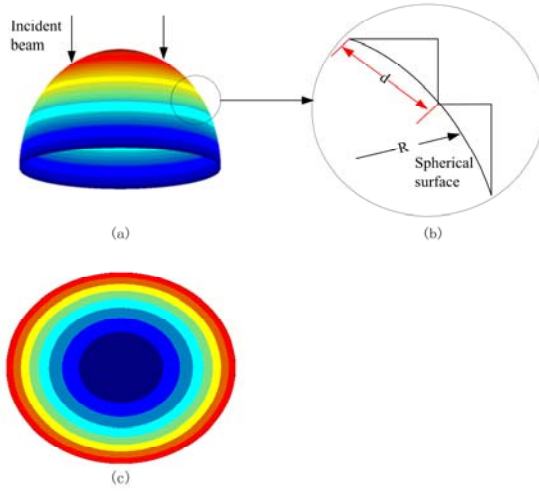 Incident
beam
(a)
d
R
Spherical
surface
(b)
(c)